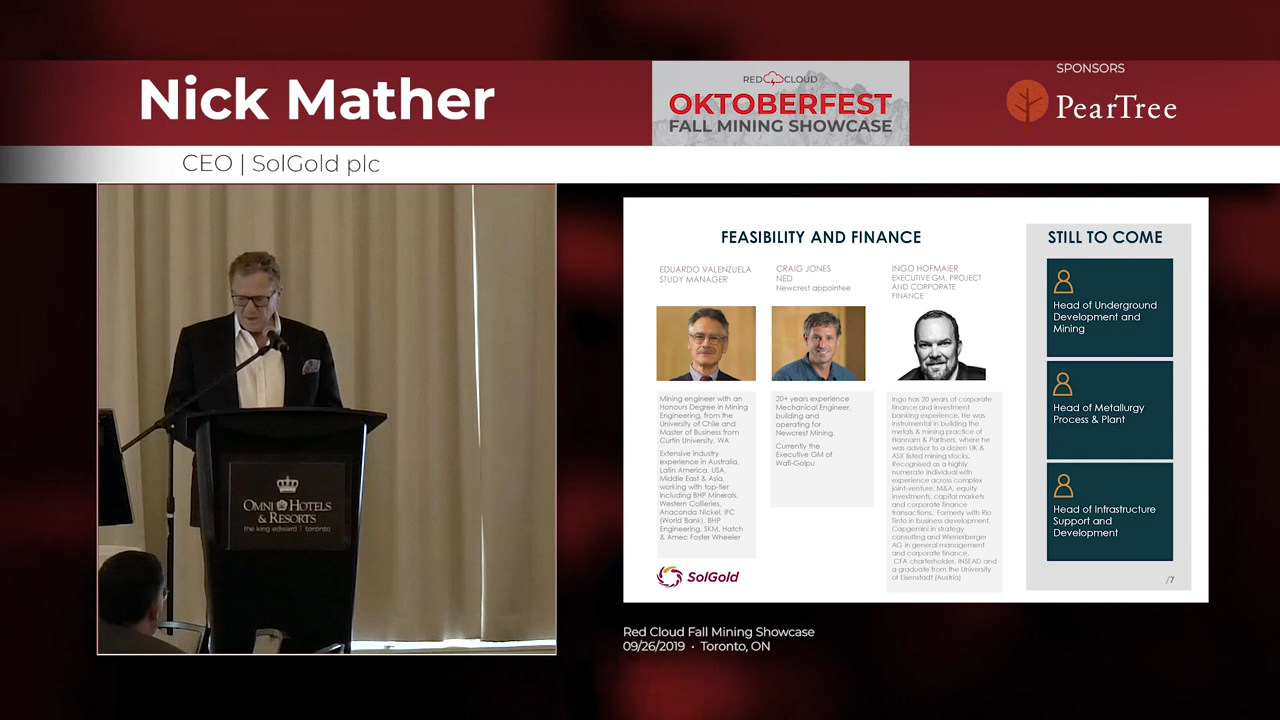 Nick Mather
CEO | SolGold plc
RED CLOUD
OKTOBERFEST
FALL MINING SHOWCASE
SPONSORS
PearTree
OMNI HOTELS
& RESORTS
the king edward | toronto
FEASIBILITY AND FINANCE
EDUARDO VALENZUELA
STUDY MANAGER
Mining engineer with an
Honours Degree in Mining
Engineering, from the
University of Chile and
Master of Business from
Curtin University, WA
Extensive industry
experience in Australia,
Latin America, USA,
Middle East & Asia,
working with top-tier
including BHP Minerals,
Western Collieries,
Anaconda Nickel, IFC
(World Bank), BHP
Engineering, SKM, Hatch
& Amec Foster Wheeler
CRAIG JONES
NED
Newcrest appointee
20+ years experience
Mechanical Engineer,
building and
operating for
Newcrest Mining.
Currently the
Executive GM of
Wafi-Golpu
INGO HOFMAIER
EXECUTIVE GM, PROJECT
AND CORPORATE
FINANCE
Ingo has 20 years of corporate
finance and investment
banking experience. He was
instrumental in building the
metals & mining practice of
Hannam & Partners, where he
was advisor to a dozen UK &
ASX listed mining stocks.
Recognised as a highly
numerate individual with
experience across complex
joint-venture, M&A, equity
investments, capital markets
and corporate finance
transactions. Formerly with Rio
Tinto in business development,
Capgemini in strategy
consulting and Wienerberger
AG in general management
and corporate finance.
CFA charterholder, INSEAD and
a graduate from the University
of Eisenstadt (Austria)
SolGold
STILL TO COME
Head of Underground
Development and
Mining
Head of Metallurgy
Process & Plant
Head of Infrastructure
Support and
Development
/7
Red Cloud Fall Mining Showcase
09/26/2019 • Toronto, ON